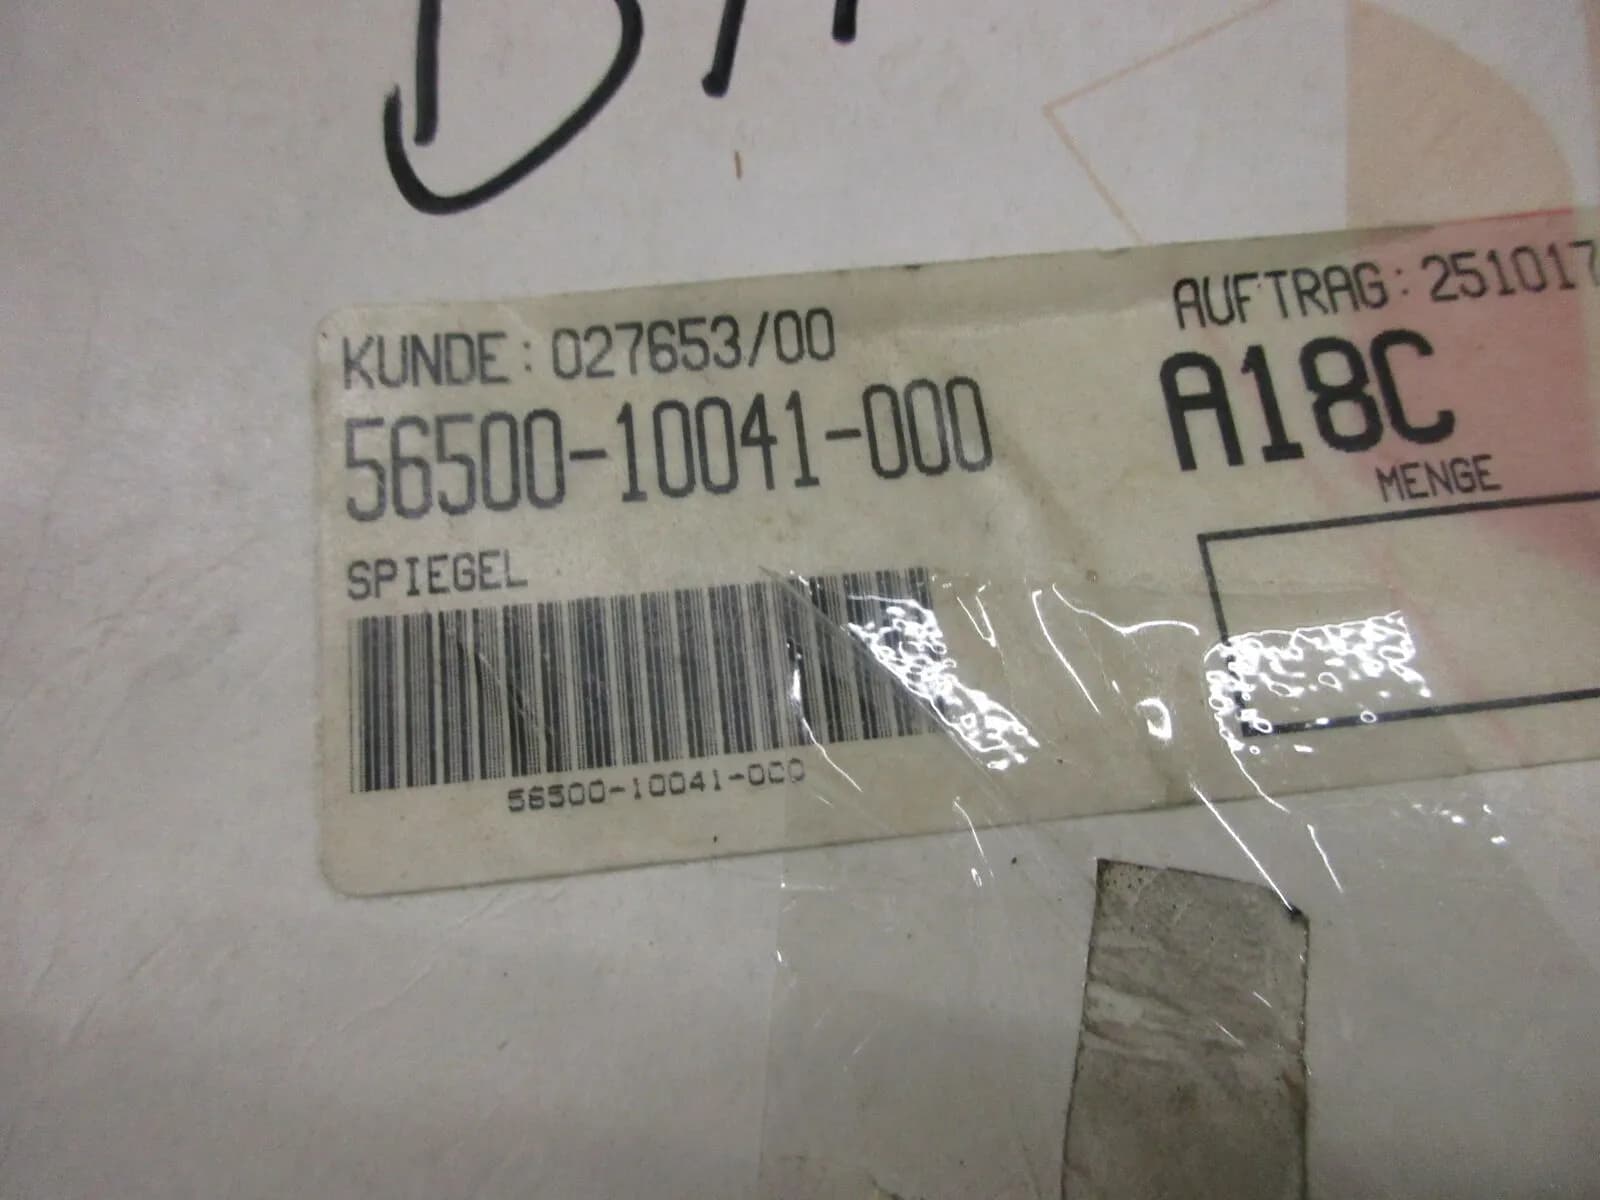 KUNDE: 027653/00
AUFTRAG: 251017
56500-10041-000
A18C
MENGE
SPIEGEL
56500-10041-000